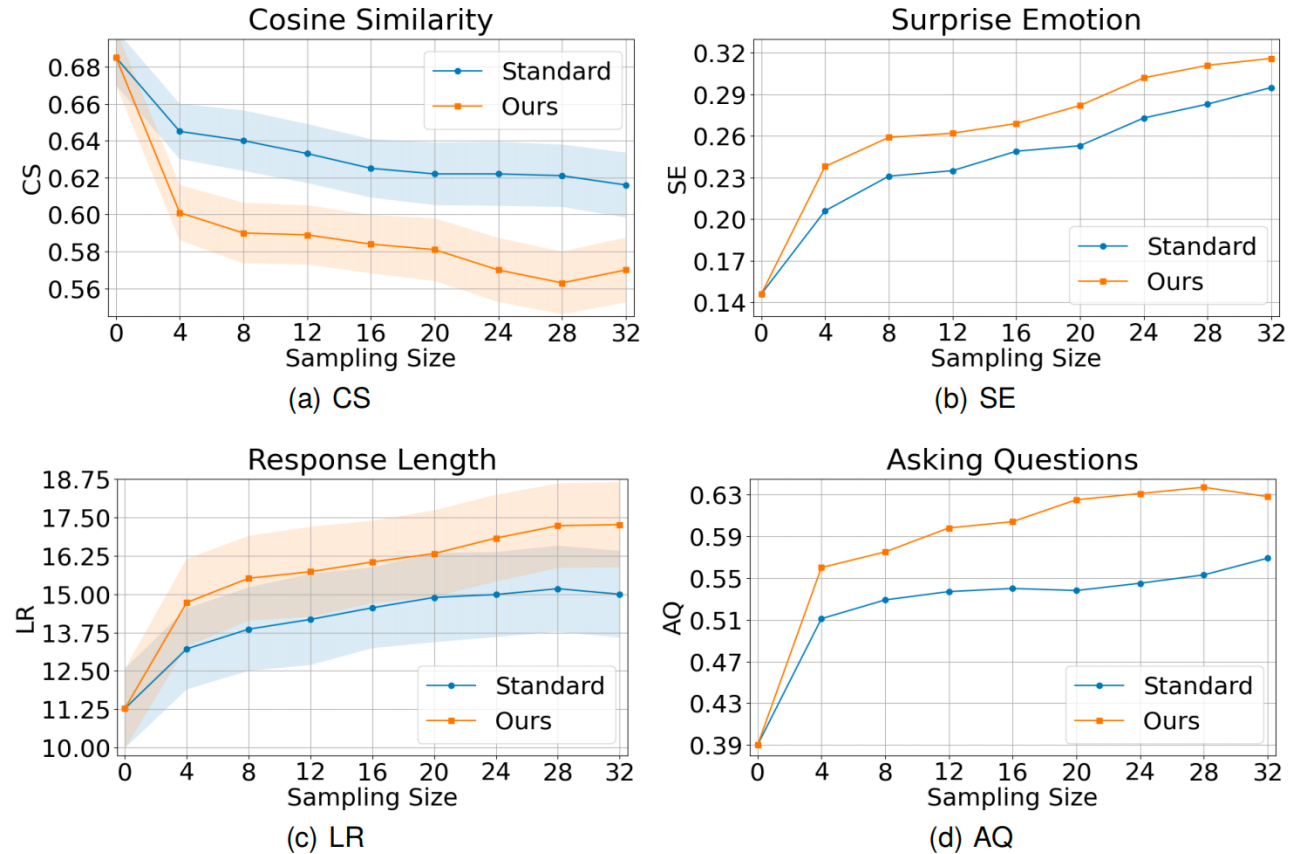 Cosine Similarity
0.68
0.66
0.64
0.62
0.60
0.58
0.56
CS
Standard
Ours
0 4 8 12 16 20 24 28 32
Sampling Size
(a) CS
Surprise Emotion
0.32
0.29
0.26
0.23
0.20
0.17
0.14
SE
Standard
Ours
0 4 8 12 16 20 24 28 32
Sampling Size
(b) SE
Response Length
18.75
17.50
16.25
15.00
13.75
12.50
11.25
10.00
LR
Standard
Ours
0 4 8 12 16 20 24 28 32
Sampling Size
(c) LR
Asking Questions
0.63
0.59
0.55
0.51
0.47
0.43
0.39
AQ
Standard
Ours
0 4 8 12 16 20 24 28 32
Sampling Size
(d) AQ